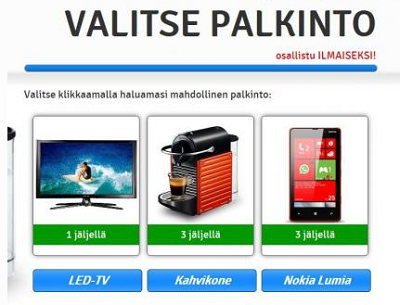 VALITSE PALKINTO
osallistu ILMAISEKSI!
Valitse klikkaamalla haluamasi mahdollinen palkinto:
1 jäljellä
3 jäljellä
3 jäljellä
LED-TV
Kahvikone
Nokia Lumia